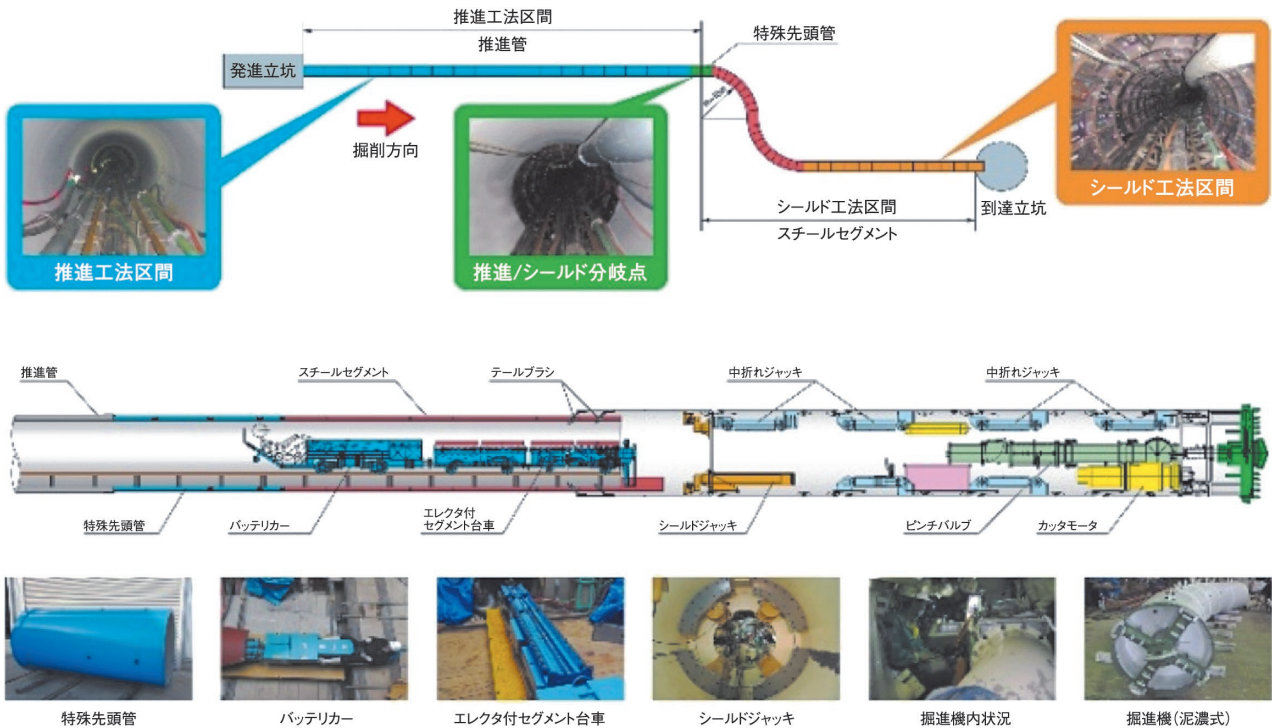 推進工法区間
推進管
特殊先頭管
発進立坑
掘削方向
推進工法区間
推進/シールド分岐点
シールド工法区間
シールド工法区間
スチールセグメント
到達立坑
推進管
スチールセグメント
テールブラシ
中折れジャッキ
中折れジャッキ
特殊先頭管
バッテリカー
エレクタ付
セグメント台車
シールドジャッキ
ピンチバルブ
カッタモータ
特殊先頭管
バッテリカー
エレクタ付セグメント台車
シールドジャッキ
掘進機内状況
掘進機(泥濃式)